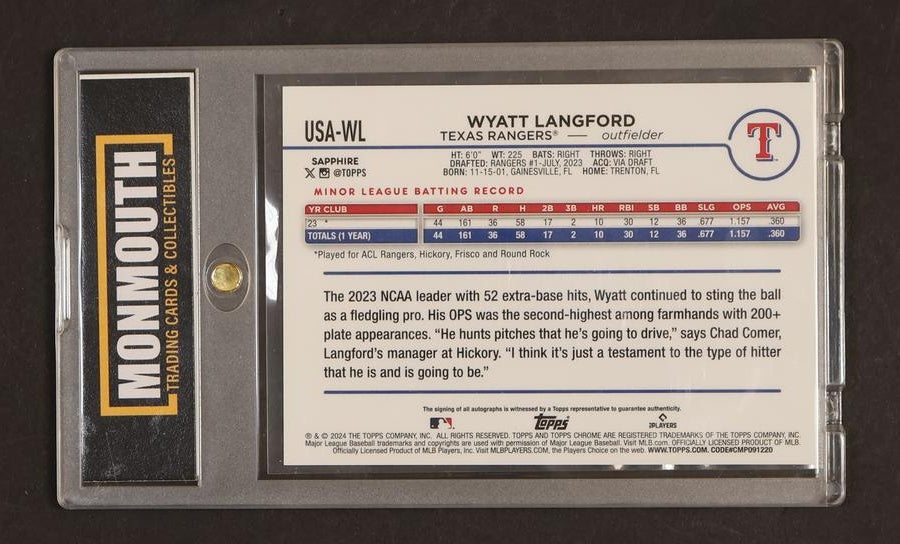 MONMOUTH
TRADING CARDS & COLLECTIBLES
USA-WL
WYATT LANGFORD
TEXAS RANGERS® — outfielder
T
SAPPHIRE
@TOPPS
HT: 6'0" WT: 225 BATS: RIGHT THROWS: RIGHT
DRAFTED: RANGERS #1-JULY, 2023 ACQ: VIA DRAFT
BORN: 11-15-01, GAINESVILLE, FL HOME: TRENTON, FL
MINOR LEAGUE BATTING RECORD
YR CLUB G AB R H 2B 3B HR RBI SB BB SLG OPS AVG
23 * 44 161 36 58 17 2 10 30 12 36 .677 1.157 .360
TOTALS (1 YEAR) 44 161 36 58 17 2 10 30 12 36 .677 1.157 .360
*Played for ACL Rangers, Hickory, Frisco and Round Rock
The 2023 NCAA leader with 52 extra-base hits, Wyatt continued to sting the ball
as a fledgling pro. His OPS was the second-highest among farmhands with 200+
plate appearances. "He hunts pitches that he's going to drive," says Chad Comer,
Langford's manager at Hickory. "I think it's just a testament to the type of hitter
that he is and is going to be."
The signing of all autographs is witnessed by a Topps representative to guarantee authenticity.
Topps
PLAYERS
® & © 2024 THE TOPPS COMPANY, INC. ALL RIGHTS RESERVED. TOPPS AND TOPPS CHROME ARE REGISTERED TRADEMARKS OF THE TOPPS COMPANY, INC.
Major League Baseball trademarks and copyrights are used with permission of Major League Baseball. Visit MLB.com. OFFICIALLY LICENSED PRODUCT OF MLB.
Officially Licensed Product of MLB Players, Inc. Visit MLBPLAYERS.COM, the Players Choice on the web. WWW.TOPPS.COM. CODE#CMP091220